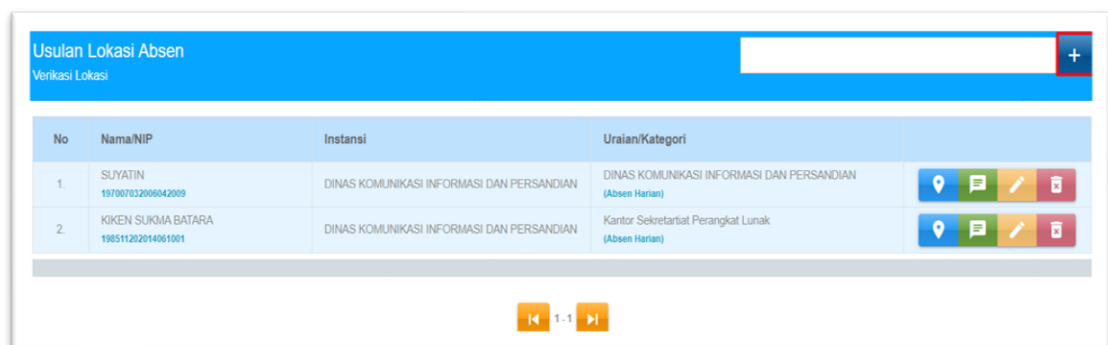 Usulan Lokasi Absen
Verikasi Lokasi
+
No Nama/NIP Instansi Uraian/Kategori
1. SUYATIN DINAS KOMUNIKASI INFORMASI DAN PERSANDIAN DINAS KOMUNIKASI INFORMASI DAN PERSANDIAN
197007032006042009 (Absen Harian)
2. KIKEN SUKMA BATARA DINAS KOMUNIKASI INFORMASI DAN PERSANDIAN Kantor Sekretartiat Perangkat Lunak
198511202014061001 (Absen Harian)
1 - 1